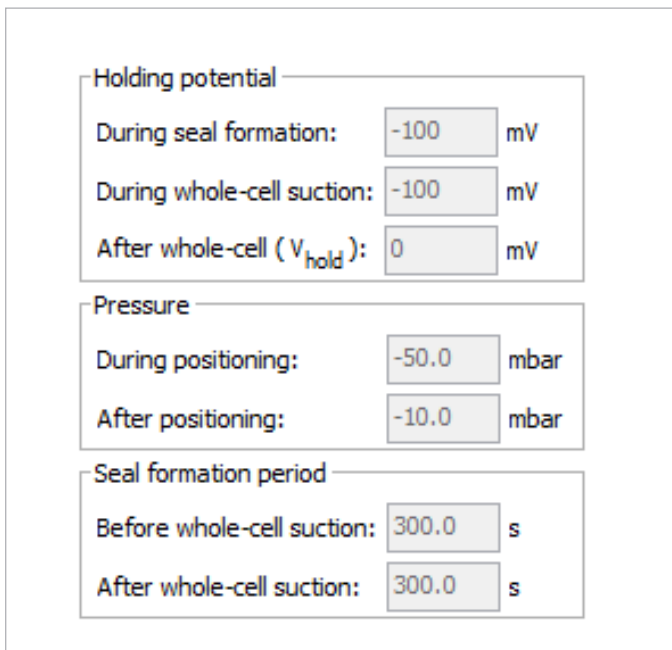 Holding potential
During seal formation: -100 mV
During whole-cell suction: -100 mV
After whole-cell ( Vhold ): 0 mV
Pressure
During positioning: -50.0 mbar
After positioning: -10.0 mbar
Seal formation period
Before whole-cell suction: 300.0 s
After whole-cell suction: 300.0 s